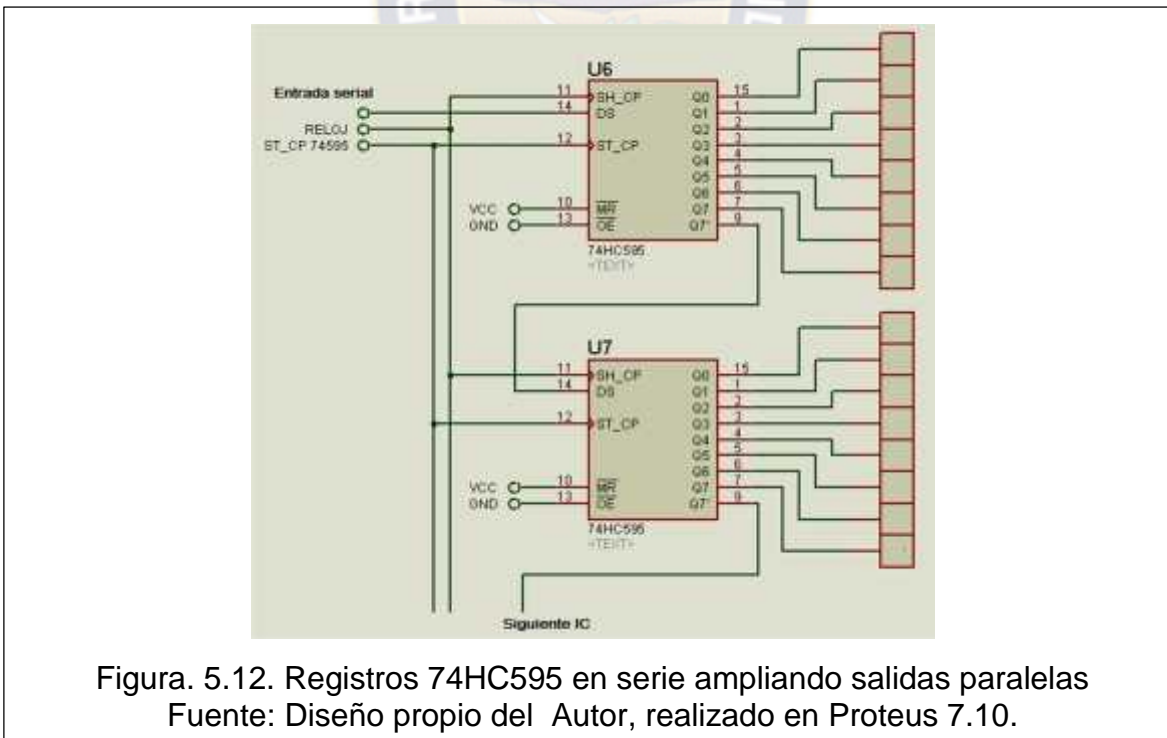 U6
Entrada serial
RELOJ
ST_CP 74595
11 SH_CP Q0 15
14 DS Q1 1
Q2 2
12 ST_CP Q3 3
Q4 4
Q5 5
Q6 6
VCC 10 MR Q7 7
GND 13 OE Q7' 9
74HC595
<TEXT>
U7
11 SH_CP Q0 15
14 DS Q1 1
Q2 2
12 ST_CP Q3 3
Q4 4
Q5 5
Q6 6
VCC 10 MR Q7 7
GND 13 OE Q7' 9
74HC595
<TEXT>
Siguiente IC
Figura. 5.12. Registros 74HC595 en serie ampliando salidas paralelas
Fuente: Diseño propio del Autor, realizado en Proteus 7.10.